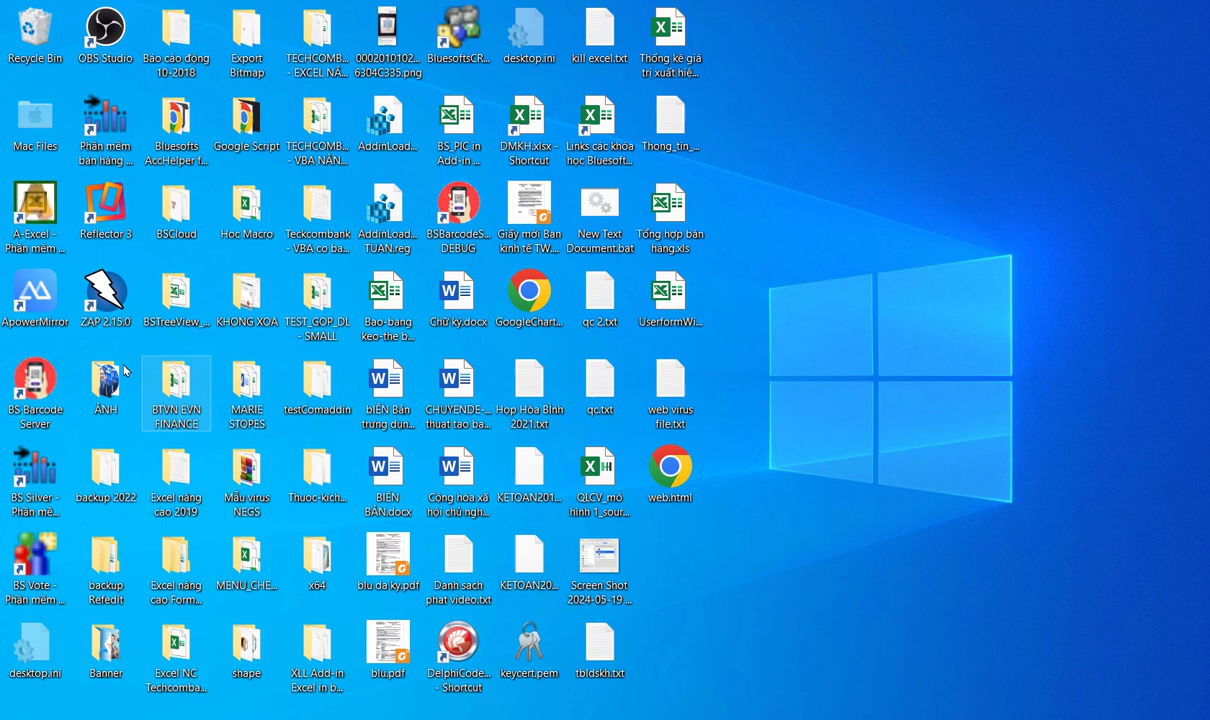 Recycle Bin
OBS Studio
Báo cáo động
10-2018
Export
Bitmap
TECHCOMB...
- EXCEL NÂ...
0002010102...
6304C335.png
BluesoftsCR...
desktop.ini
kill excel.txt
Thống kê giá
trị xuất hiệ...
Mac Files
Phần mềm
bán hàng ...
Bluesofts
AccHelper f...
Google Script
TECHCOMB...
- VBA NÂN...
AddinLoad...
BS_PIC in
Add-in ...
DMKH.xlsx -
Shortcut
Links các khóa
học Bluesoft...
Thong_tin_...
A-Excel -
Phần mềm ...
Reflector 3
BSCloud
Hoc Macro
Teckcombank
- VBA co ba...
AddinLoad...
TUAN.reg
BSBarcodeS...
DEBUG
Giấy mời Ban
kinh tế TW....
New Text
Document.bat
Tổng hợp bán
hàng.xls
ApowerMirror
ZAP 2.15.0
BSTreeView_...
KHONG XOA
TEST_GOP_DL
- SMALL
Bao-bang
keo-the b...
Chữ ký.docx
GoogleChart...
qc 2.txt
UserformWi...
BS Barcode
Server
ẢNH
BTVN EVN
FINANCE
MARIE
STOPES
testComaddin
bIÊN Bản
trưng dụn...
CHUYENDE-...
thuat tao ba...
Họp Hòa Bình
2021.txt
qc.txt
web virus
file.txt
BS Silver -
Phần mề...
backup 2022
Excel nâng
cao 2019
Mẫu virus
NEGS
Thuoc-kich...
BIÊN
BẢN.docx
Công hòa xã
hội chủ ngh...
KETOAN201...
QLCV_mô
hình 1_sour...
web.html
BS Vote -
Phần mềm ...
backup
Refedit
Excel nâng
cao Form...
MENU_CHE...
x64
blu da ky.pdf
Danh sach
phat video.txt
KETOAN20...
Screen Shot
2024-05-19 ...
desktop.ini
Banner
Excel NC
Techcomba...
shape
XLL Add-in
Excel in b...
blu.pdf
DelphiCode...
- Shortcut
keycert.pem
tbldskh.txt